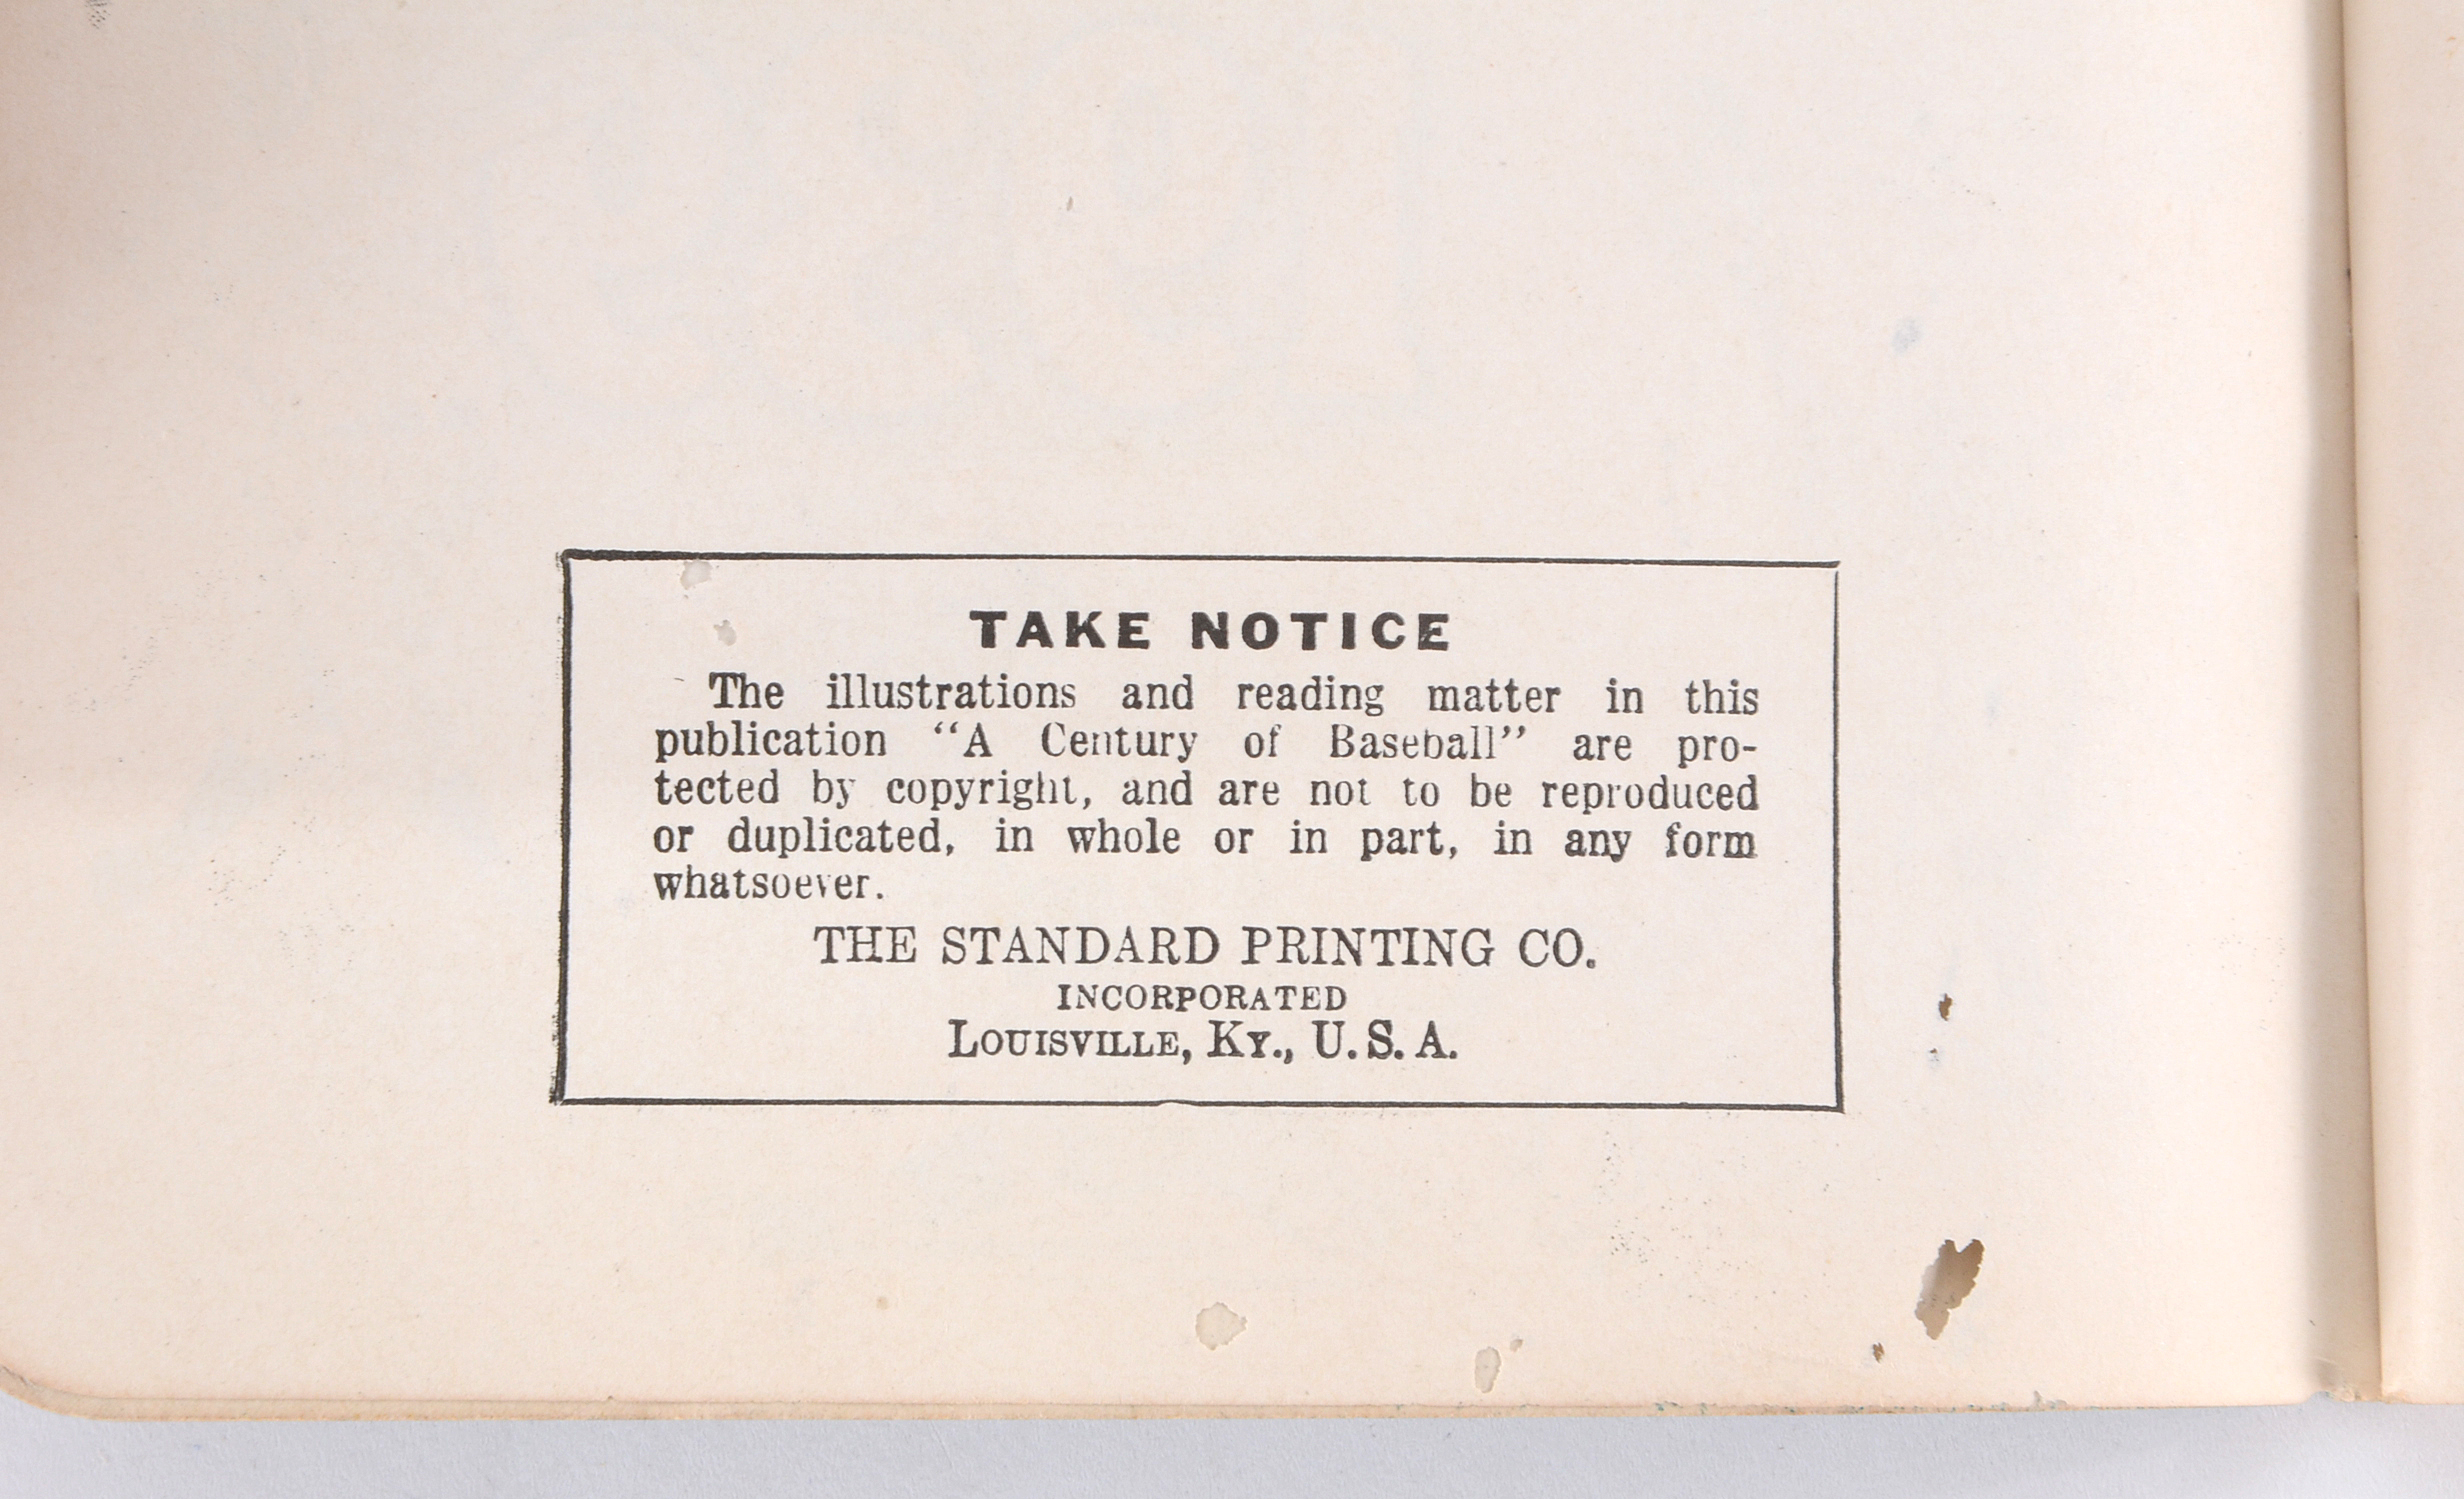 TAKE NOTICE
The illustrations and reading matter in this
publication “A Century of Baseball” are pro-
tected by copyright, and are not to be reproduced
or duplicated, in whole or in part, in any form
whatsoever.
THE STANDARD PRINTING CO.
INCORPORATED
LOUISVILLE, KY., U. S. A.